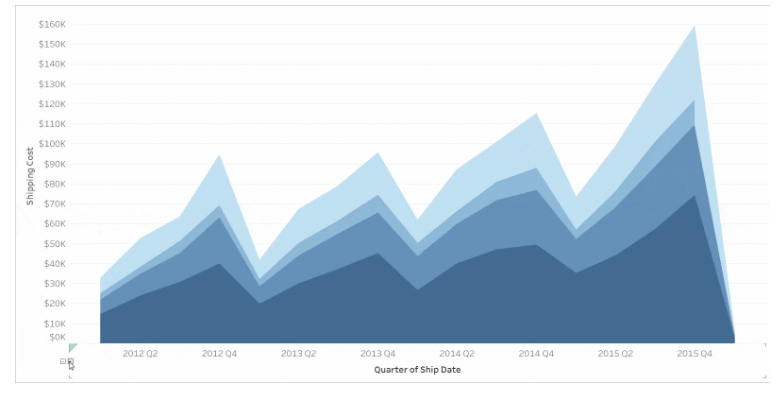 $160K
$150K
$140K
$130K
$120K
$110K
$100K
$90K
$80K
$70K
$60K
$50K
$40K
$30K
$20K
$10K
$0K
Shipping Cost
2012 Q2 2012 Q4 2013 Q2 2013 Q4 2014 Q2 2014 Q4 2015 Q2 2015 Q4
Quarter of Ship Date